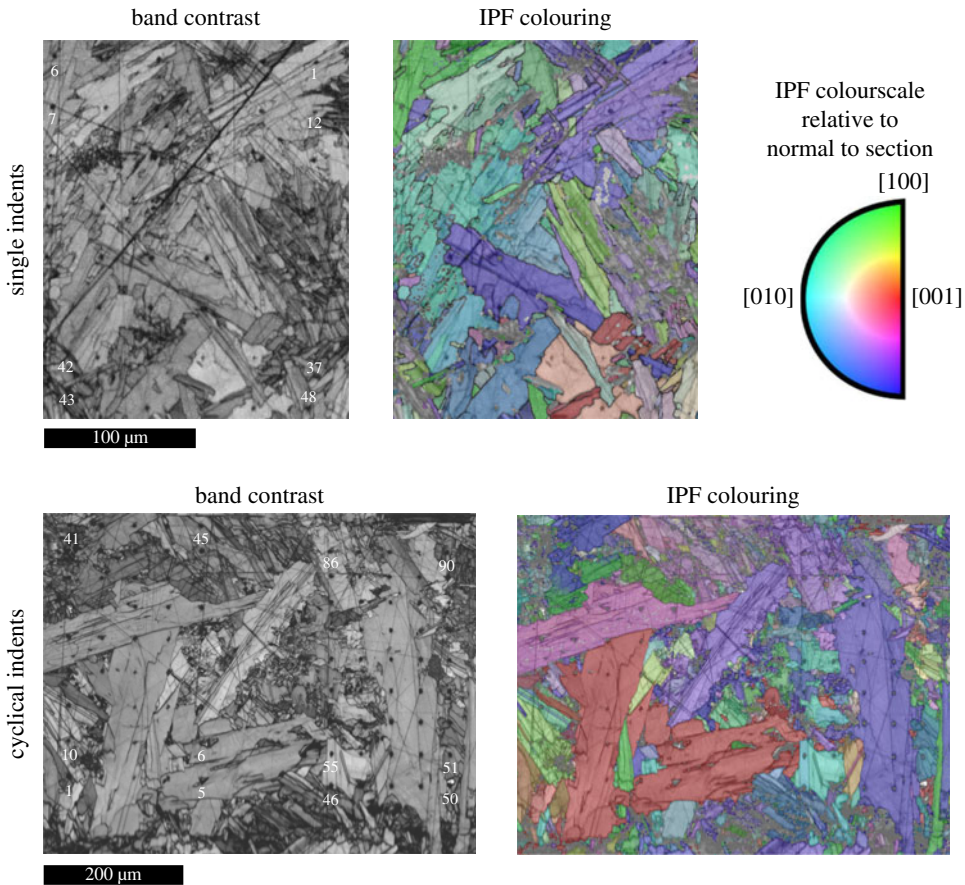 band contrast
IPF colouring
single indents
6
1
7
12
42
37
43
48
100 µm
IPF colourscale
relative to
normal to section
[100]
[010]
[001]
band contrast
IPF colouring
cyclical indents
41
45
86
90
10
6
55
51
1
5
46
50
200 µm